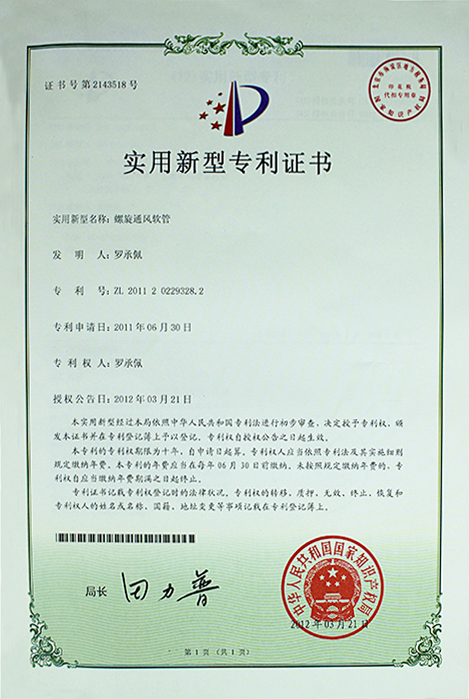 证书号第2143518号
印花税
代扣专用章
国家知识产权局
实用新型专利证书
实用新型名称：螺旋通风软管
发明人：罗承佩
专利号：ZL 2011 2 0229328.2
专利申请日：2011年06月30日
专利权人：罗承佩
授权公告日：2012年03月21日
本实用新型经过本局依照中华人民共和国专利法进行初步审查，决定授予专利权，颁
发本证书并在专利登记簿上予以登记。专利权自授权公告之日起生效。
本专利的专利权期限为十年，自申请日起算。专利权人应当依照专利法及其实施细则
规定缴纳年费。本专利的年费应当在每年06月30日前缴纳。未按照规定缴纳年费的，专利
权自应当缴纳年费期满之日起终止。
专利证书记载专利权登记时的法律状况。专利权的转移、质押、无效、终止、恢复和
专利权人的姓名或名称、国籍、地址变更等事项记载在专利登记簿上。
局长
田力普
中华人民共和国国家知识产权局
2012年03月21日
第1页（共1页）